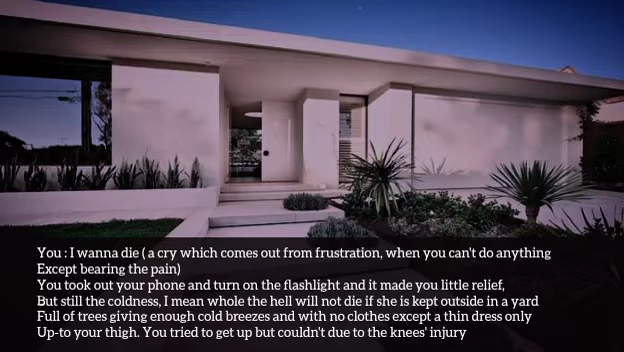 You : I wanna die ( a cry which comes out from frustration, when you can't do anything
Except bearing the pain)
You took out your phone and turn on the flashlight and it made you little relief,
But still the coldness, I mean whole the hell will not die if she is kept outside in a yard
Full of trees giving enough cold breezes and with no clothes except a thin dress only
Up-to your thigh. You tried to get up but couldn't due to the knees' injury